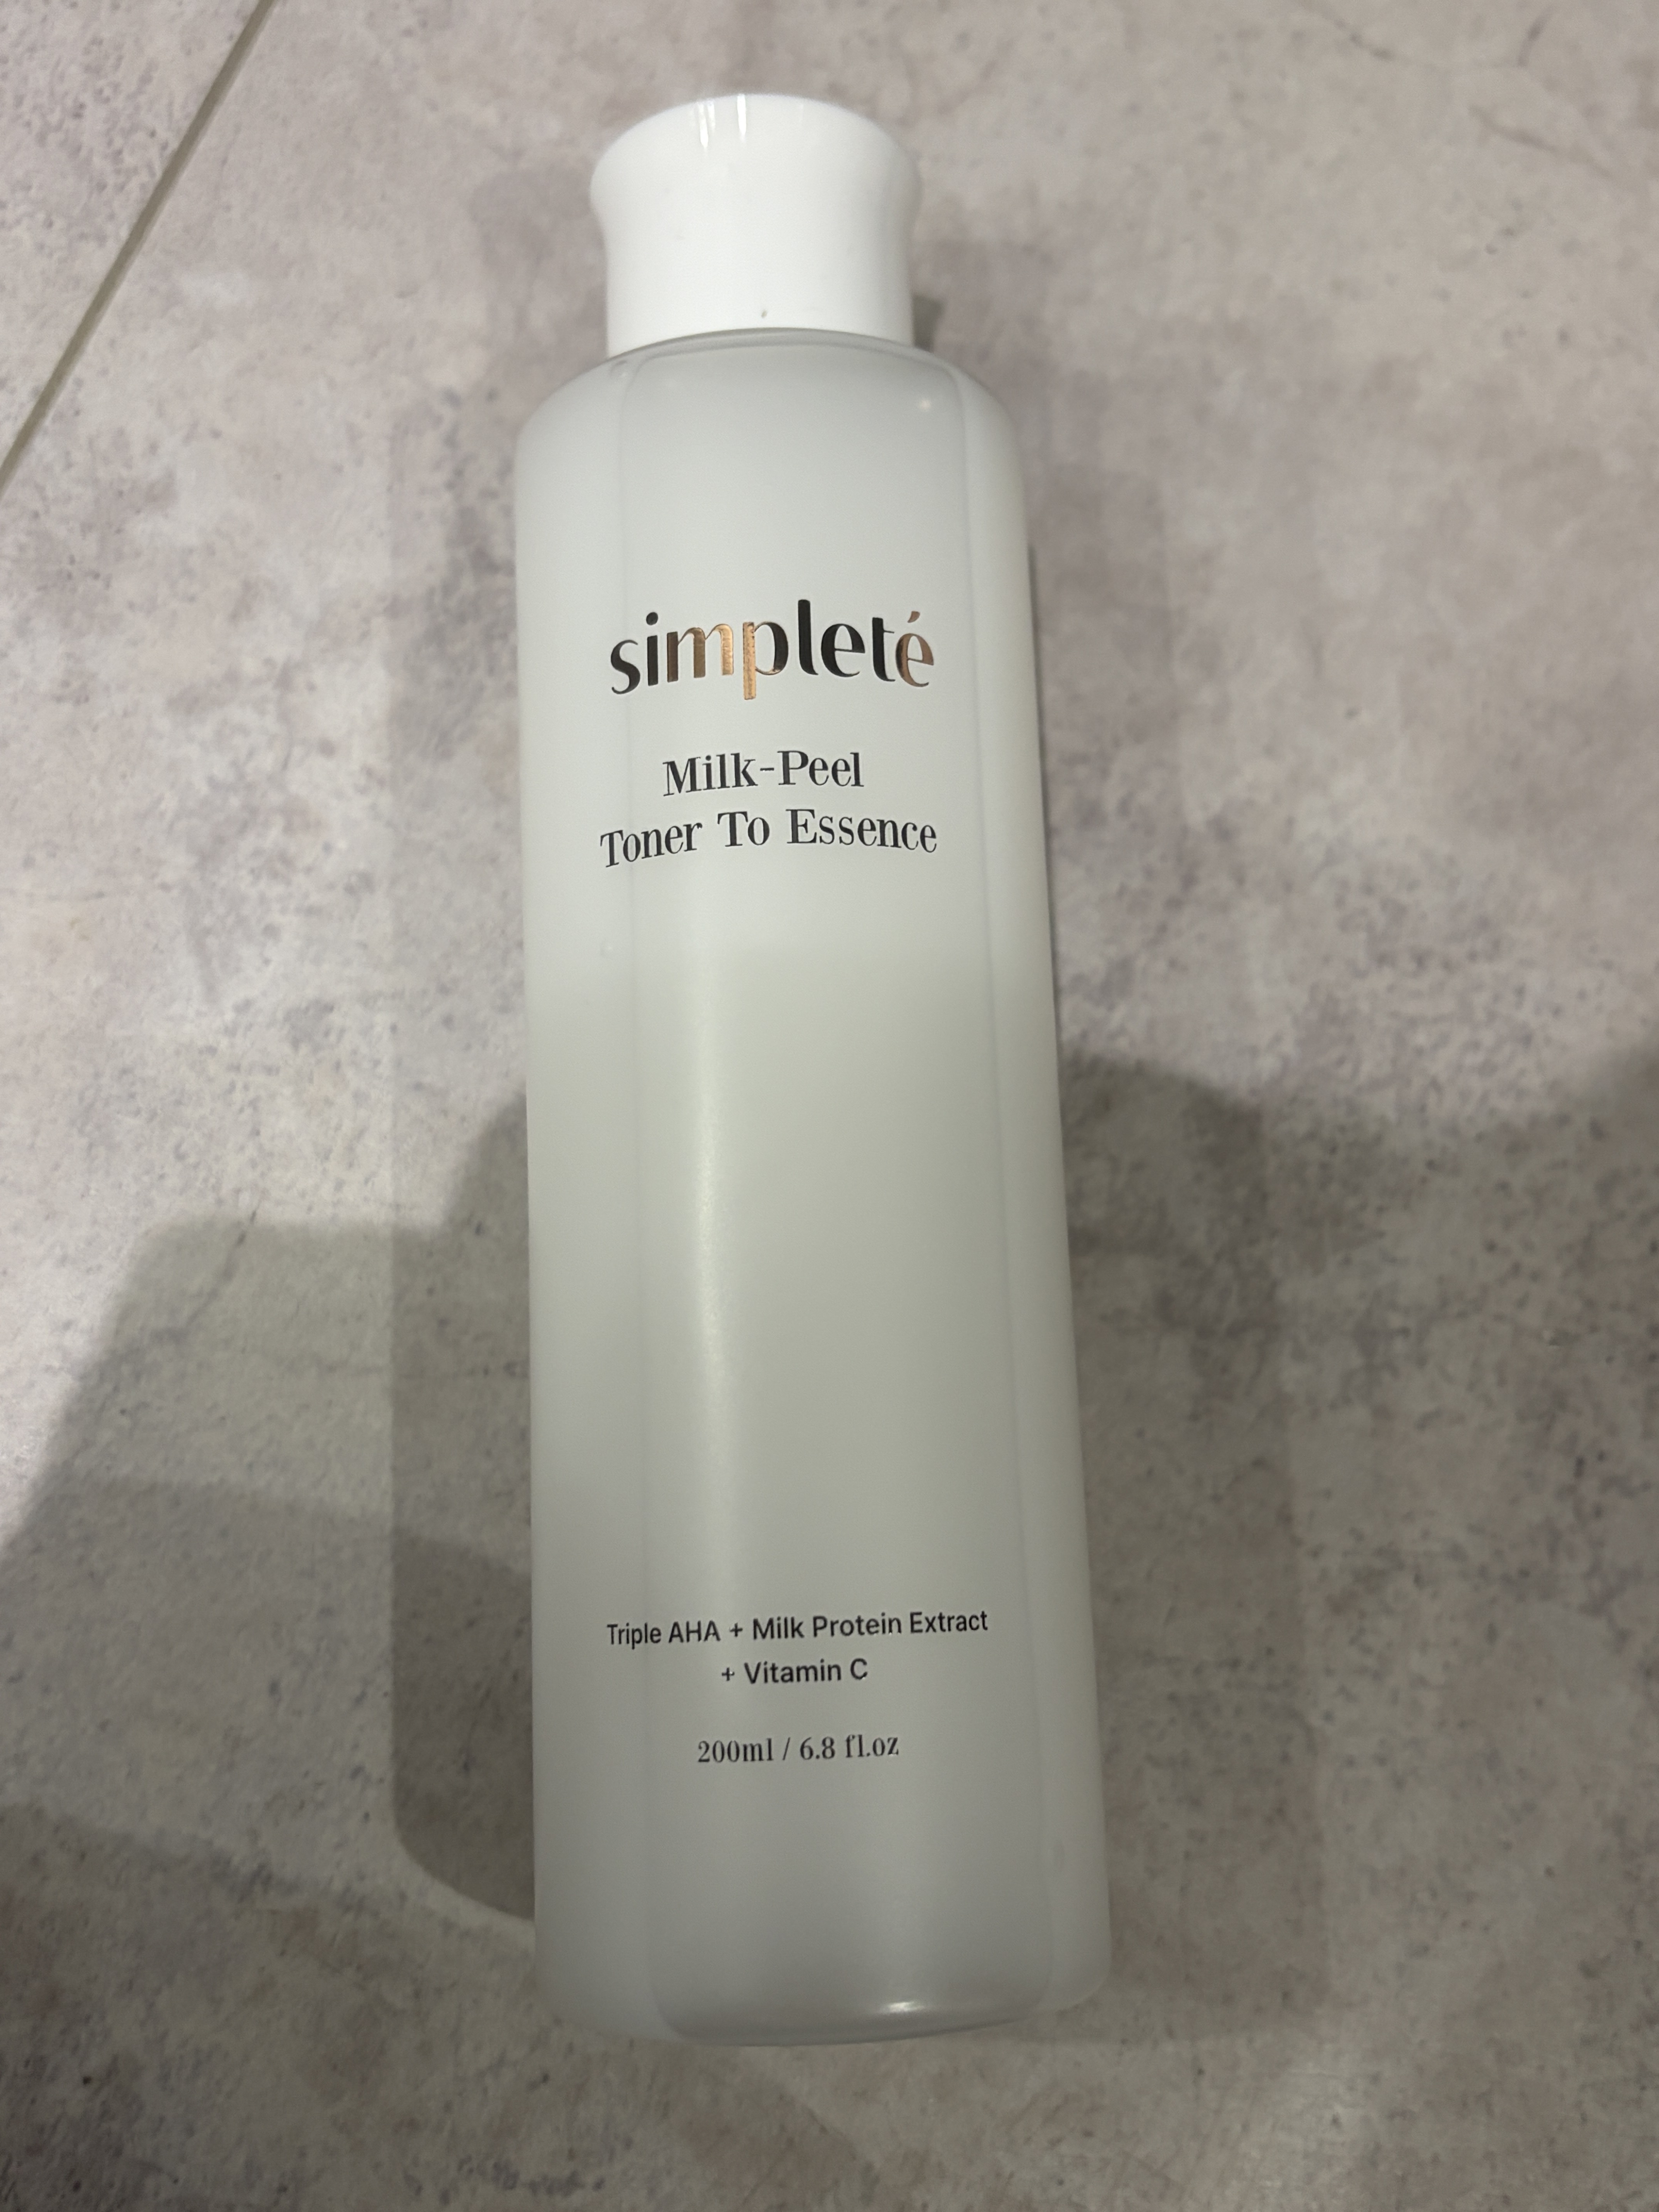 simpleté
Milk-Peel
Toner To Essence
Triple AHA + Milk Protein Extract
+ Vitamin C
200ml / 6.8 fl.oz